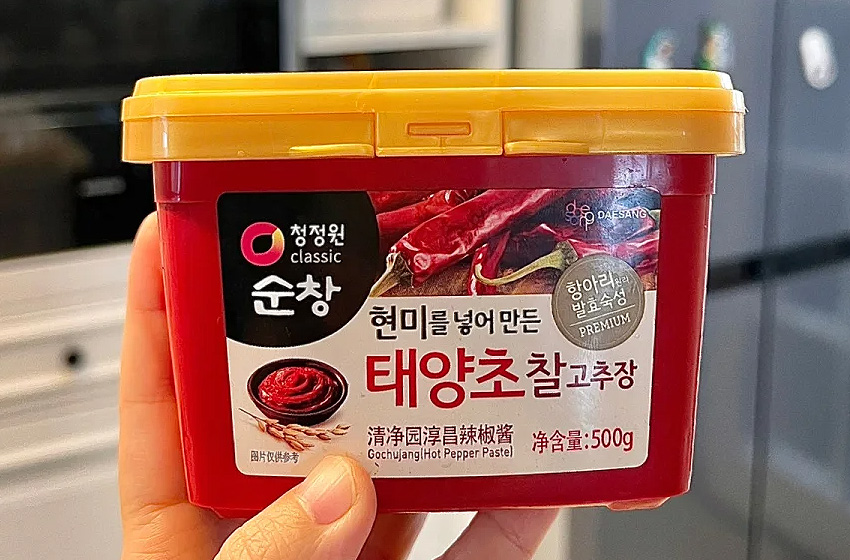 청정원
classic
순창
DAESANG
항아리원리
발효숙성
PREMIUM
현미를 넣어 만든
태양초찰고추장
清净园淳昌辣椒酱
Gochujang(Hot Pepper Paste)
净含量:500g
图片仅供参考